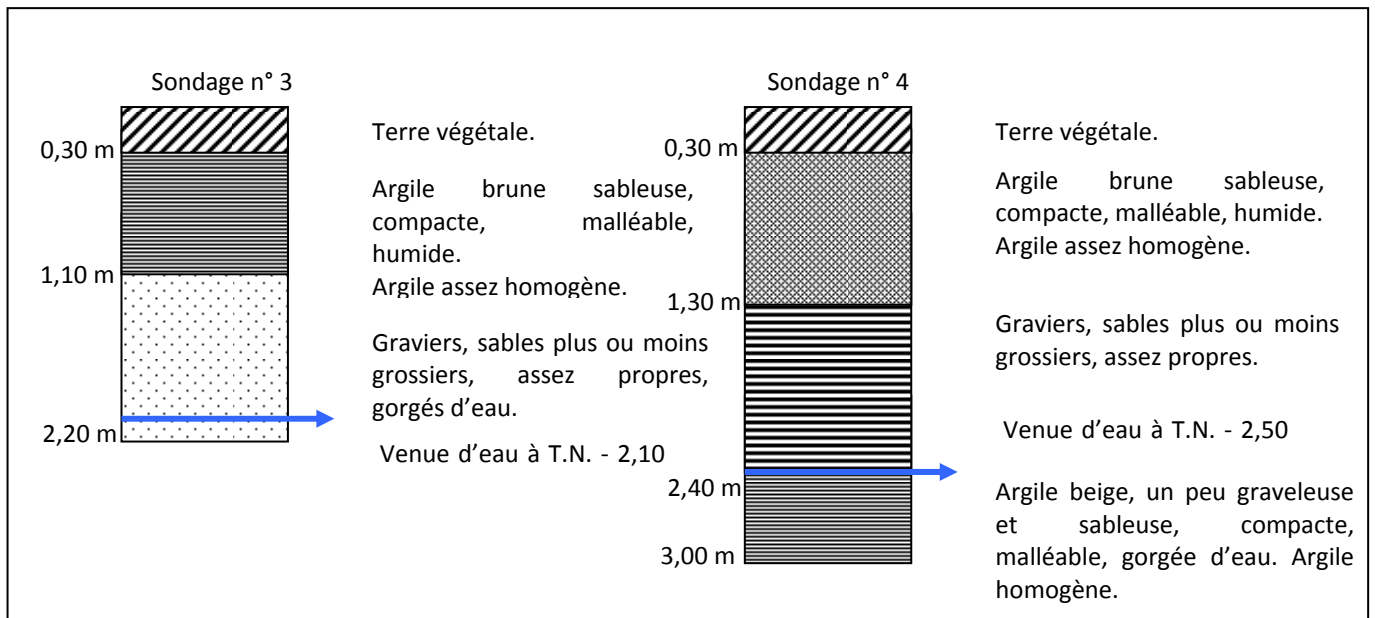 Sondage n° 3
0,30 m
1,10 m
2,20 m
Terre végétale.
Argile brune sableuse,
compacte, malléable,
humide.
Argile assez homogène.
Graviers, sables plus ou moins
grossiers, assez propres,
gorgés d’eau.
Venue d’eau à T.N. - 2,10
Sondage n° 4
0,30 m
1,30 m
2,40 m
3,00 m
Terre végétale.
Argile brune sableuse,
compacte, malléable, humide.
Argile assez homogène.
Graviers, sables plus ou moins
grossiers, assez propres.
Venue d’eau à T.N. - 2,50
Argile beige, un peu graveleuse
et sableuse, compacte,
malléable, gorgée d’eau. Argile
homogène.